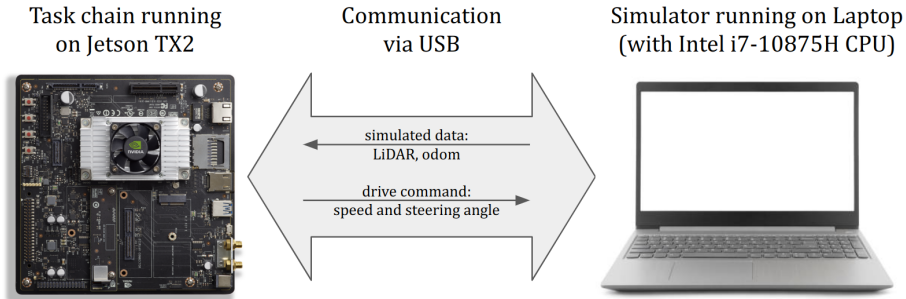 Task chain running
on Jetson TX2
Communication
via USB
Simulator running on Laptop
(with Intel i7-10875H CPU)
simulated data:
LiDAR, odom
drive command:
speed and steering angle
NVIDIA